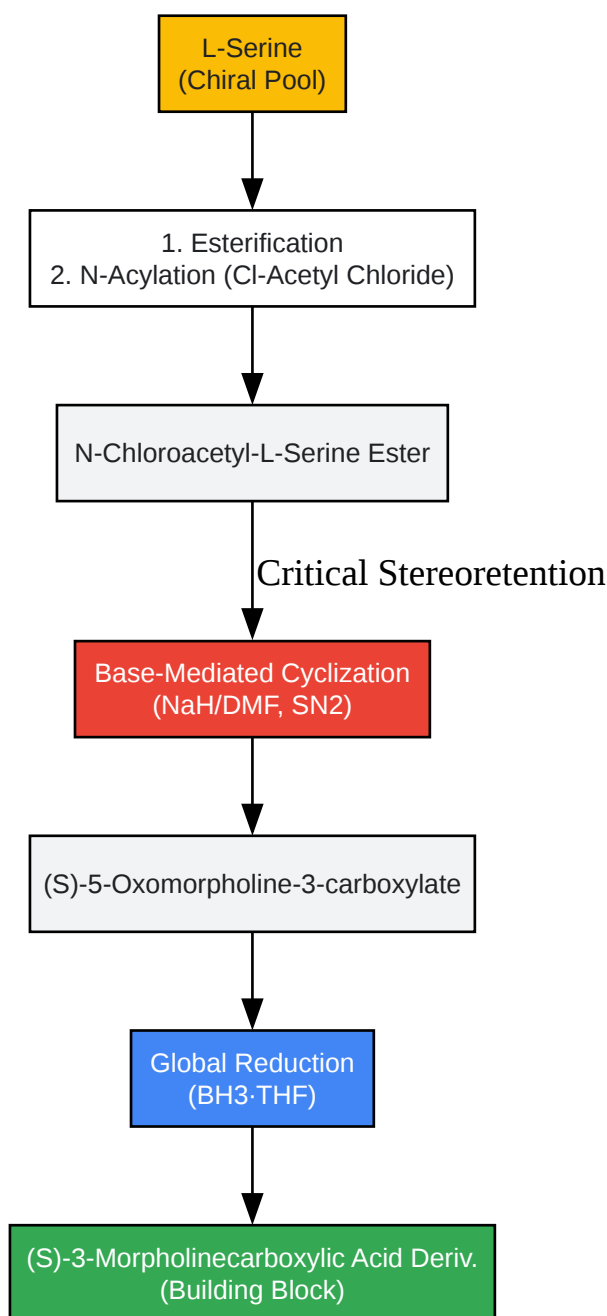 L-Serine
(Chiral Pool)
1. Esterification
2. N-Acylation (Cl-Acetyl Chloride)
N-Chloroacetyl-L-Serine Ester
Critical Stereoretention
Base-Mediated Cyclization
(NaH/DMF, SN2)
(S)-5-Oxomorpholine-3-carboxylate
Global Reduction
(BH3·THF)
(S)-3-Morpholinecarboxylic Acid Deriv.
(Building Block)